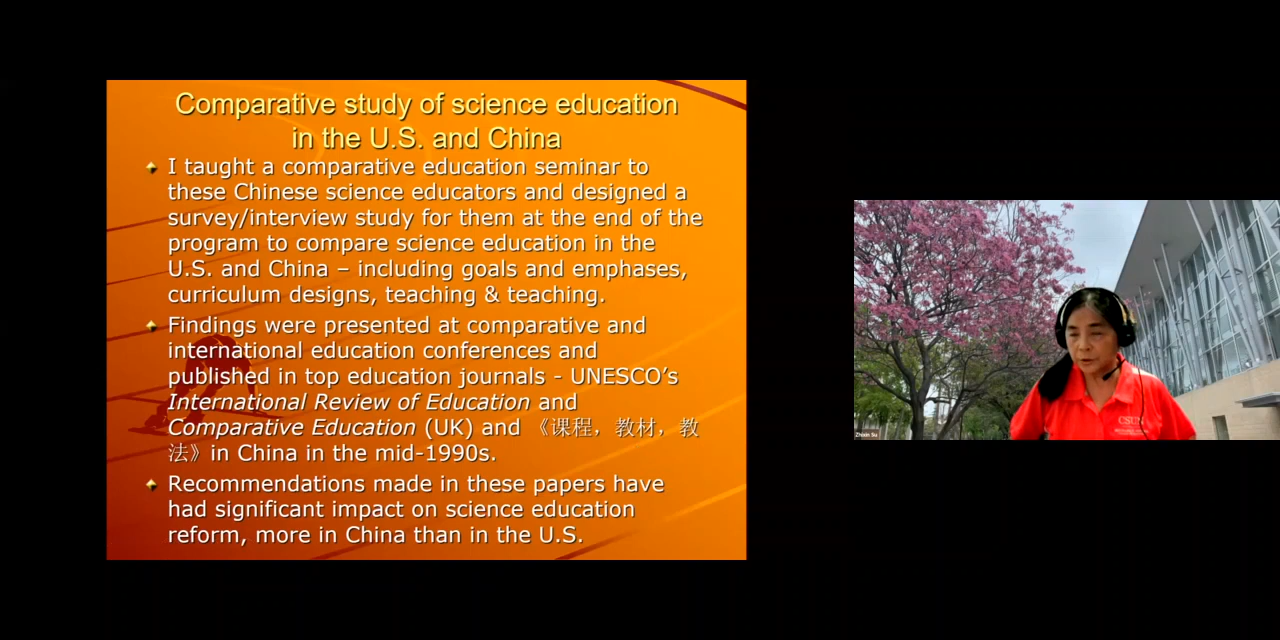 Comparative study of science education
in the U.S. and China
I taught a comparative education seminar to
these Chinese science educators and designed a
survey/interview study for them at the end of the
program to compare science education in the
U.S. and China – including goals and emphases,
curriculum designs, teaching & teaching.
Findings were presented at comparative and
international education conferences and
published in top education journals - UNESCO’s
International Review of Education and
Comparative Education (UK) and 《课程，教材，教
法》in China in the mid-1990s.
Recommendations made in these papers have
had significant impact on science education
reform, more in China than in the U.S.
CSUN
Zhixin Su